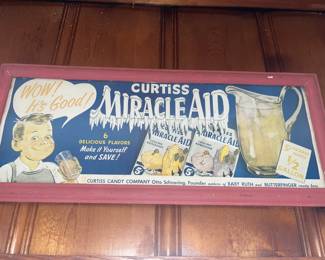 WOW!
It's Good!
CURTISS
MIRACLE AID
6
DELICIOUS FLAVORS
Make it Yourself
and SAVE!
MIRACLE AID
MIRACLE AID
5¢
5¢
1/2
CURTISS CANDY COMPANY Otto Schnering, Founder makers of BABY RUTH and BUTTERFINGER candy bars